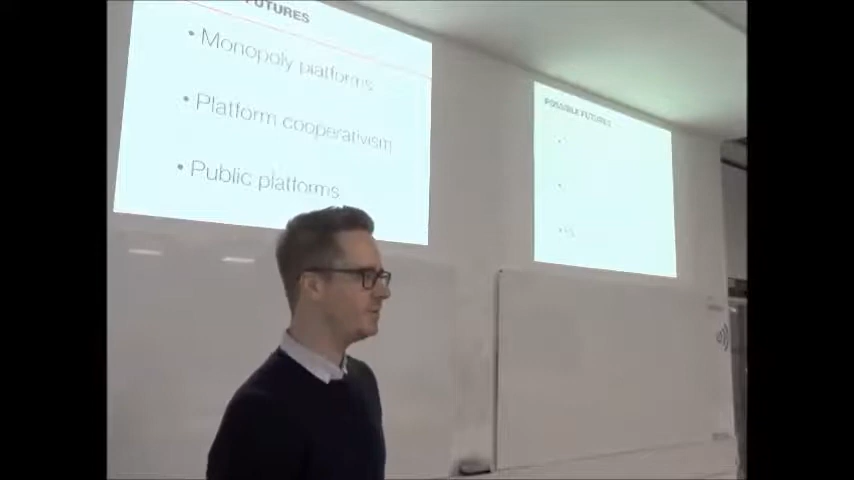 FUTURES
• Monopoly platforms
• Platform cooperativism
• Public platforms
POSSIBLE FUTURES